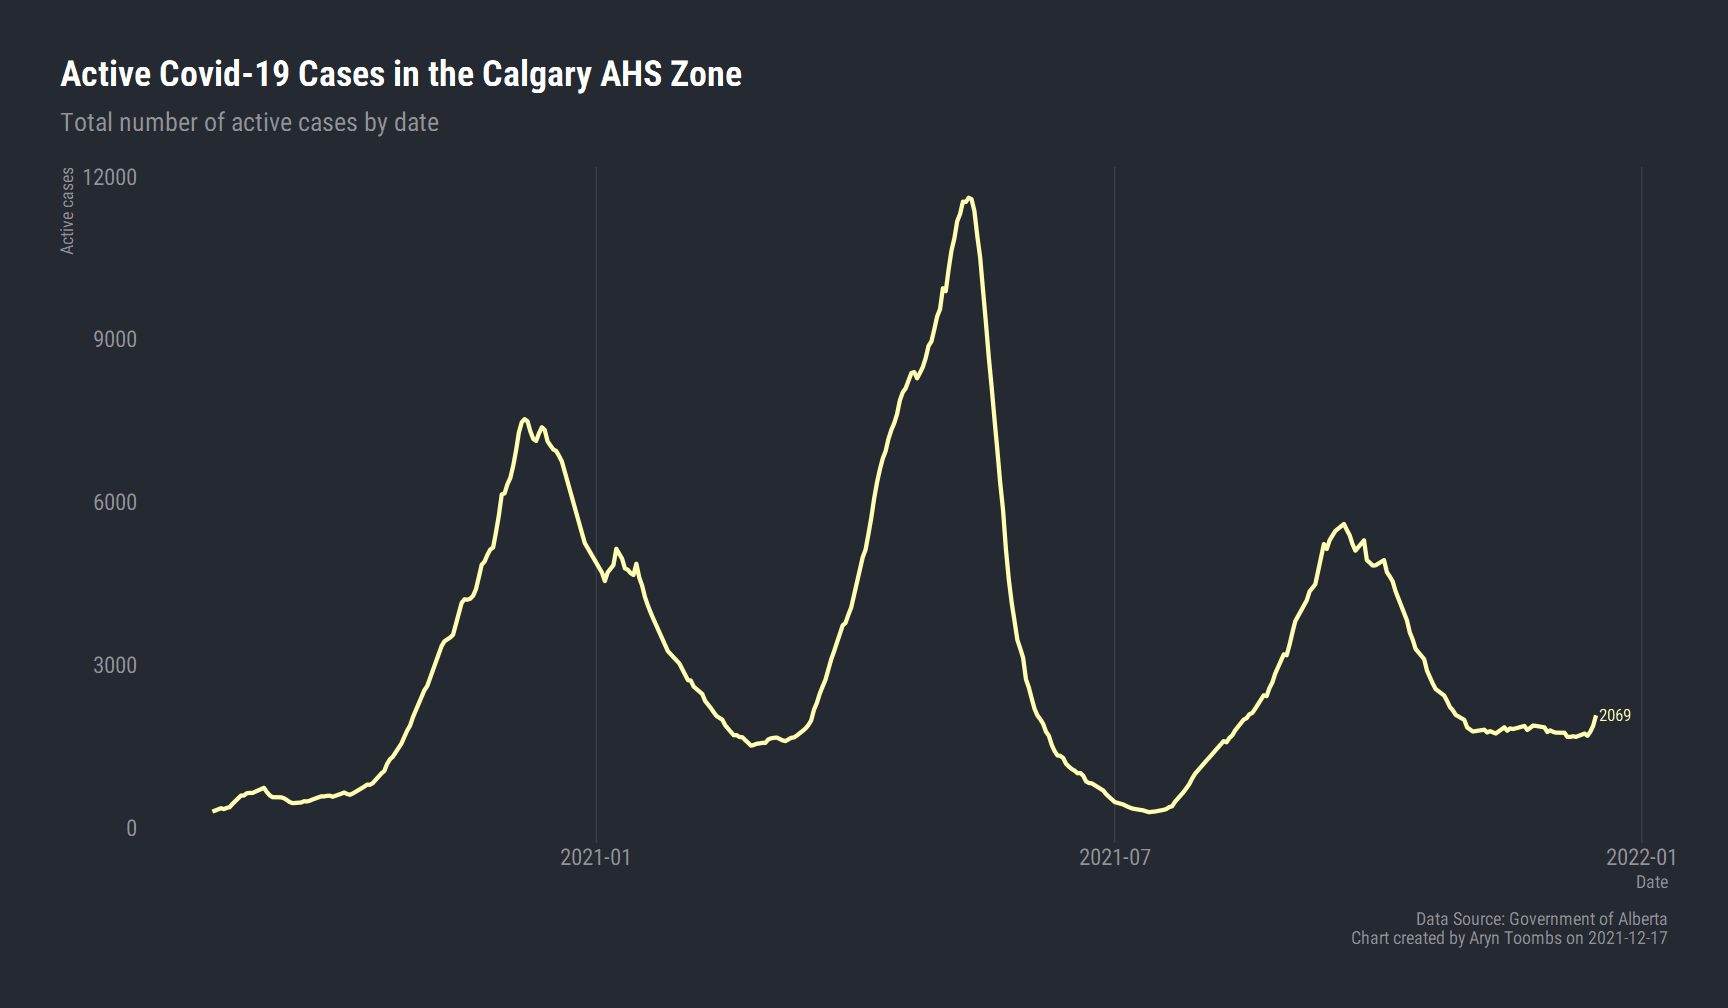 Active Covid-19 Cases in the Calgary AHS Zone
Total number of active cases by date
Active cases
12000
9000
6000
3000
0
2069
2021-01
2021-07
2022-01
Date
Data Source: Government of Alberta
Chart created by Aryn Toombs on 2021-12-17